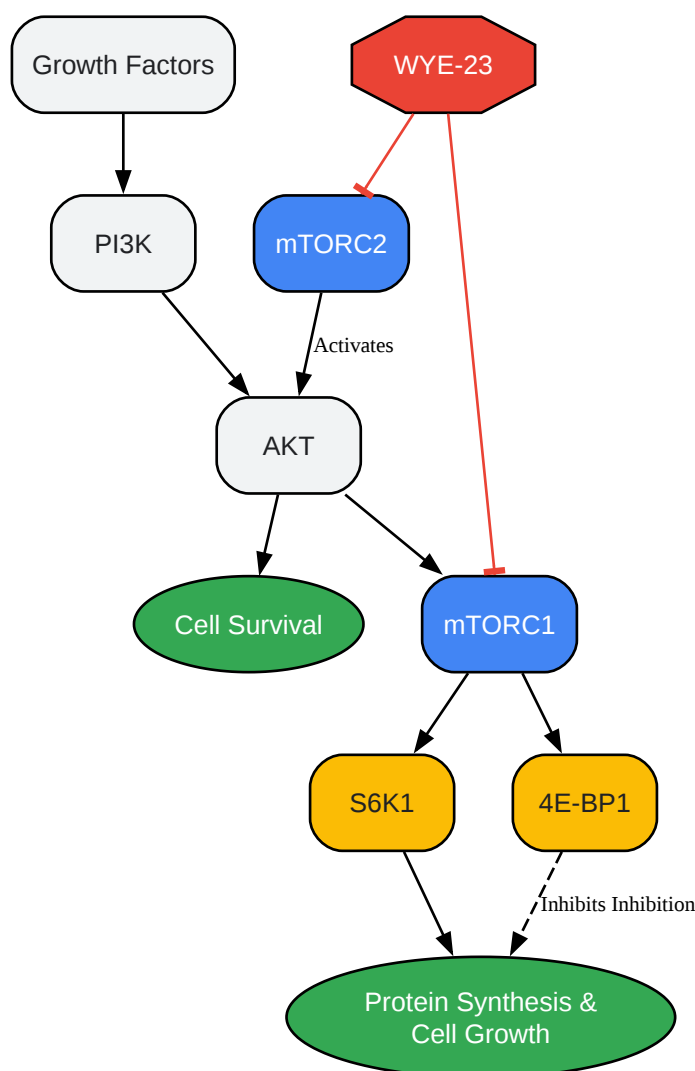 Growth Factors
WYE-23
PI3K
mTORC2
Activates
AKT
Cell Survival
mTORC1
S6K1
4E-BP1
Inhibits Inhibition
Protein Synthesis &
Cell Growth